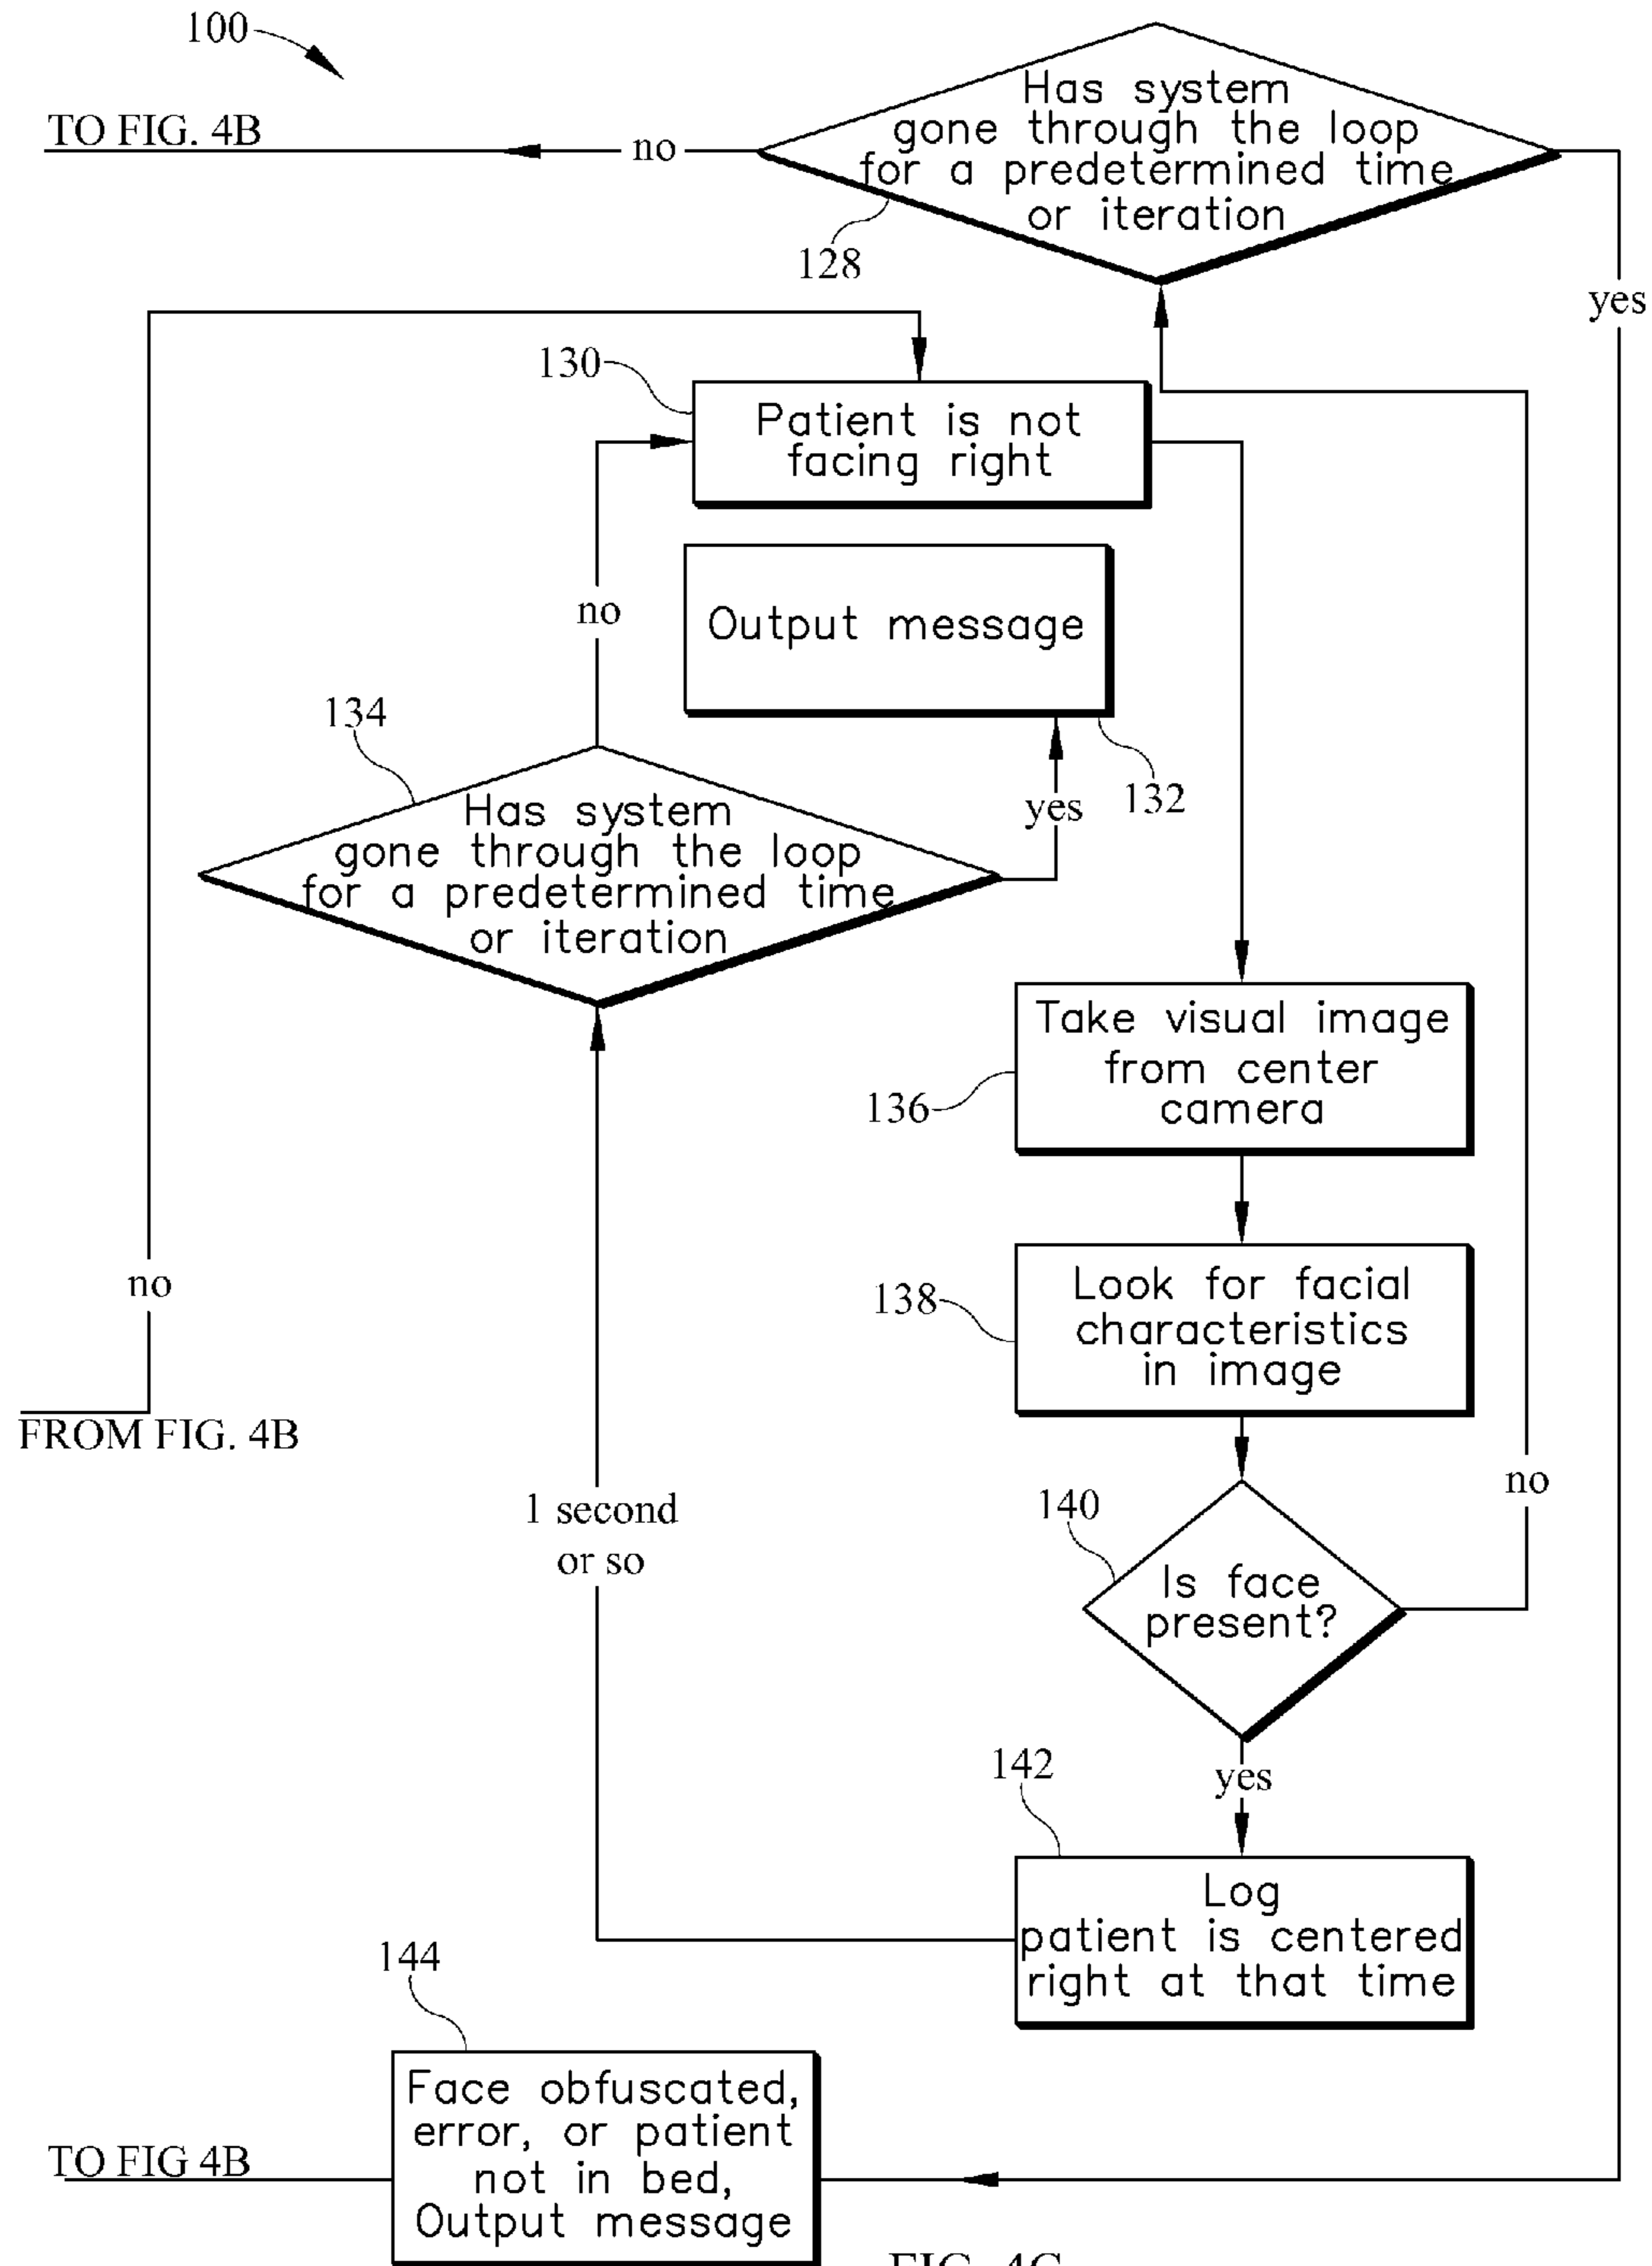 100
TO FIG. 4B
no
Has system
gone through the loop
for a predetermined time
or iteration
128
yes
130
Patient is not
facing right
no
Output message
132
yes
134
Has system
gone through the loop
for a predetermined time
or iteration
Take visual image
from center
camera
136
no
FROM FIG. 4B
Look for facial
characteristics
in image
138
1 second
or so
140
Is face
present?
no
yes
142
Log
patient is centered
right at that time
144
Face obfuscated,
error, or patient
not in bed,
Output message
TO FIG 4B
FIG. 4C